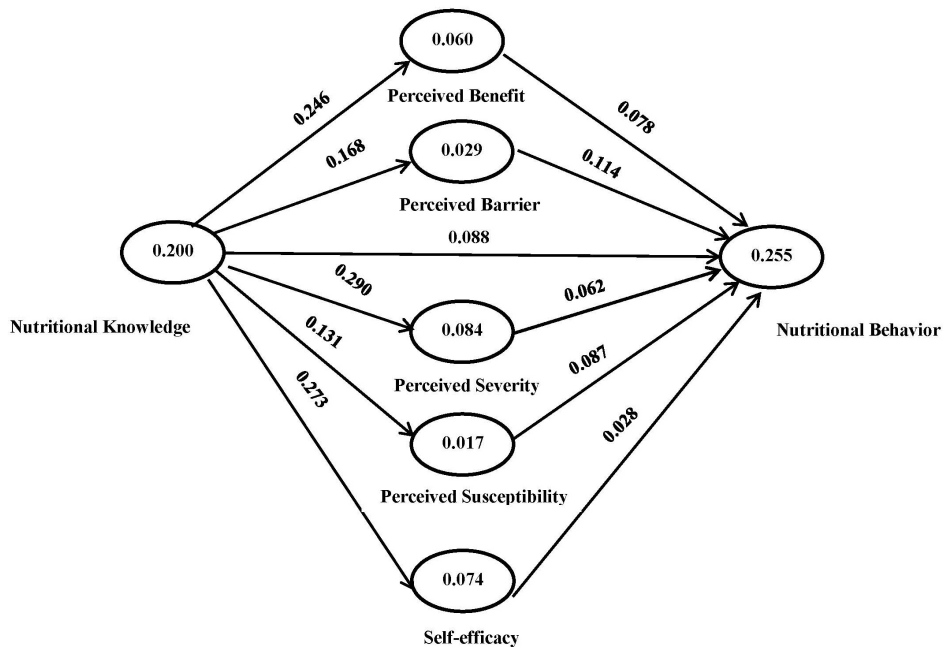 0.060
Perceived Benefit
0.246
0.078
0.168
0.029
0.114
Perceived Barrier
0.200
0.088
0.255
Nutritional Knowledge
Nutritional Behavior
0.290
0.062
0.084
Perceived Severity
0.131
0.087
0.017
Perceived Susceptibility
0.273
0.028
0.074
Self-efficacy